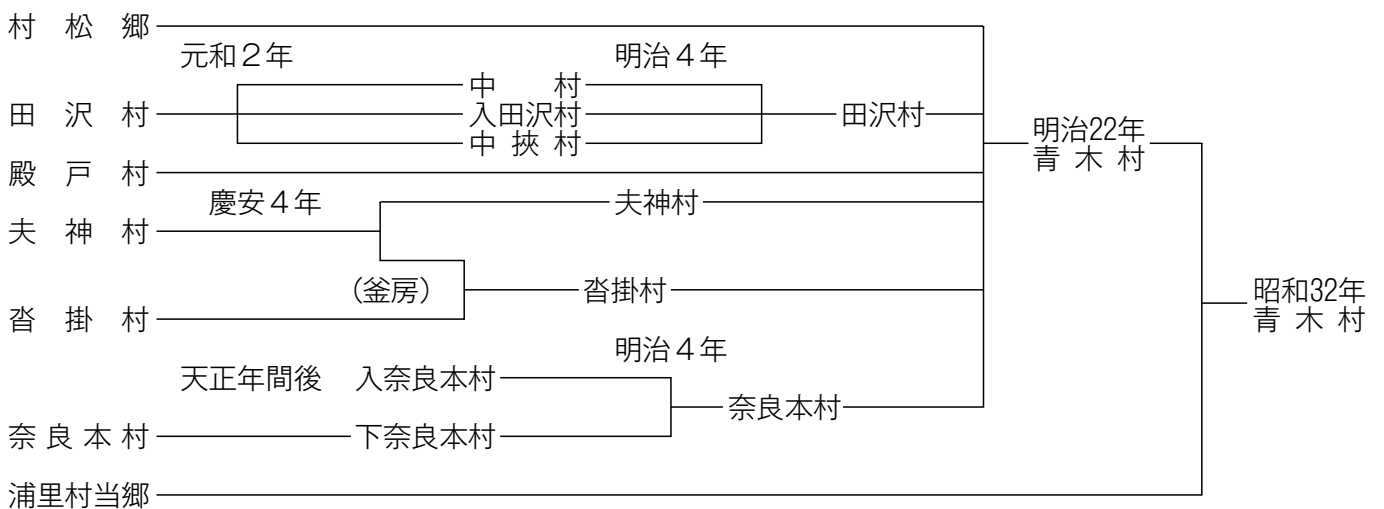 村松郷
元和２年 明治４年
中村
田沢村 入田沢村 田沢村
中挾村
明治22年
青木村
殿戸村
慶安４年 夫神村
夫神村
（釜房） 沓掛村
昭和32年
青木村
沓掛村
明治４年
天正年間後 入奈良本村
奈良本村
奈良本村 下奈良本村
浦里村当郷